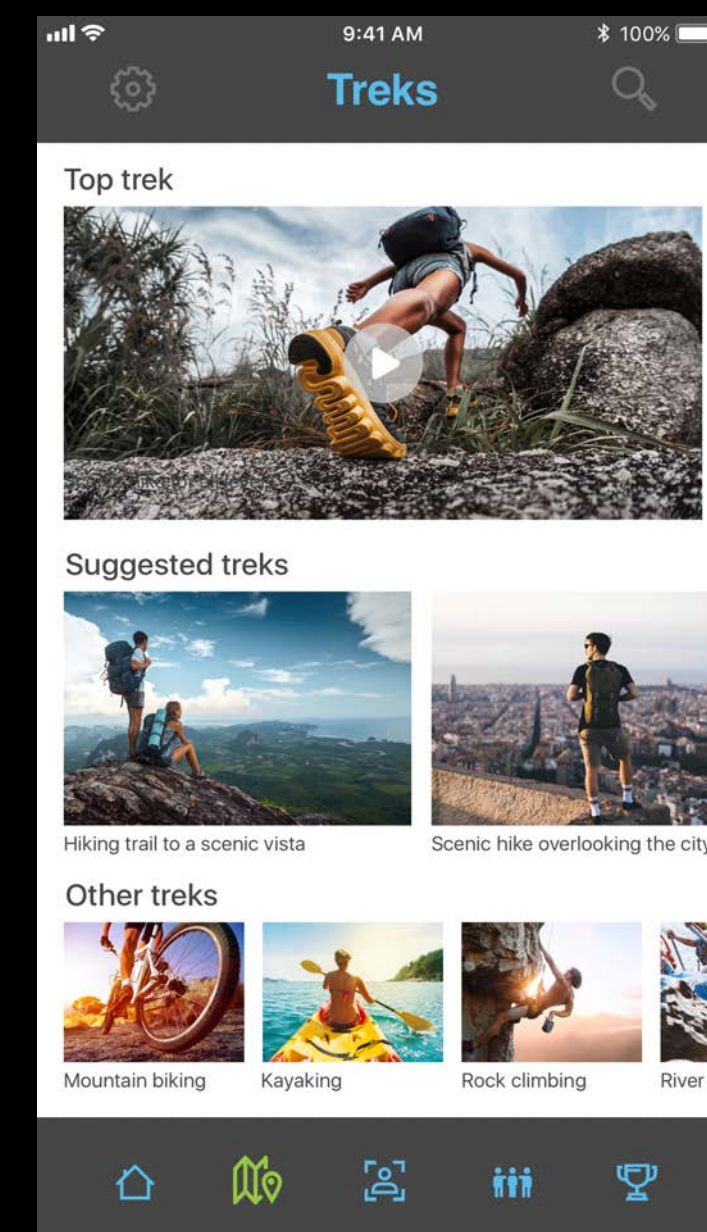 9:41 AM
100%
Treks
Top trek
Suggested treks
Hiking trail to a scenic vista
Scenic hike overlooking the city
Other treks
Mountain biking
Kayaking
Rock climbing
River